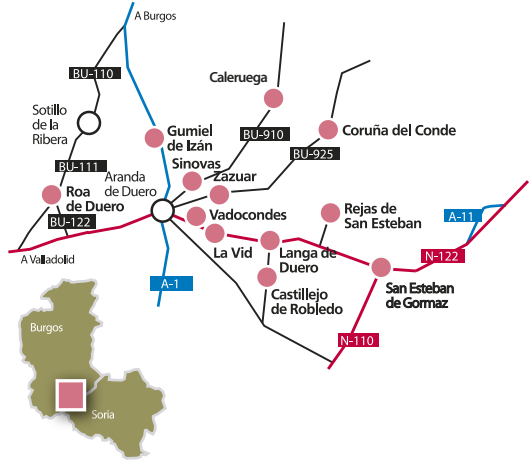 A Burgos
BU-110
Caleruega
Sotillo
de la
Ribera
Gumiel
de Izán
BU-910
Coruña del Conde
BU-925
BU-111
Sinovas
Zazuar
Aranda
de Duero
Roa
de Duero
BU-122
Vadocondes
Rejas de
San Esteban
A-11
La Vid
Langa de
Duero
N-122
A Valladolid
A-1
Castillejo
de Robledo
San Esteban
de Gormaz
N-110
Burgos
Soria